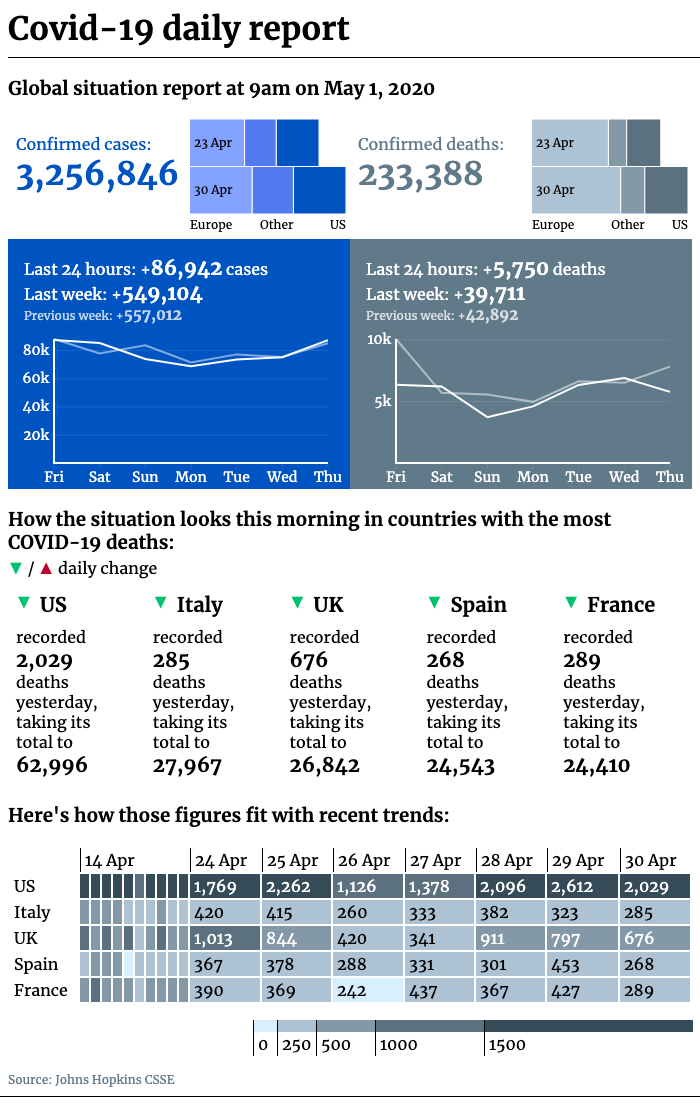 Covid-19 daily report
Global situation report at 9am on May 1, 2020
Confirmed cases:
3,256,846
23 Apr
30 Apr
Europe Other US
Confirmed deaths:
233,388
23 Apr
30 Apr
Europe Other US
Last 24 hours: +86,942 cases
Last week: +549,104
Previous week: +557,012
80k
60k
40k
20k
Fri Sat Sun Mon Tue Wed Thu
Last 24 hours: +5,750 deaths
Last week: +39,711
Previous week: +42,892
10k
5k
Fri Sat Sun Mon Tue Wed Thu
How the situation looks this morning in countries with the most
COVID-19 deaths:
▼ / ▲ daily change
▼ US
recorded
2,029
deaths
yesterday,
taking its
total to
62,996
▼ Italy
recorded
285
deaths
yesterday,
taking its
total to
27,967
▼ UK
recorded
676
deaths
yesterday,
taking its
total to
26,842
▼ Spain
recorded
268
deaths
yesterday,
taking its
total to
24,543
▼ France
recorded
289
deaths
yesterday,
taking its
total to
24,410
Here's how those figures fit with recent trends:
14 Apr 24 Apr 25 Apr 26 Apr 27 Apr 28 Apr 29 Apr 30 Apr
US 1,769 2,262 1,126 1,378 2,096 2,612 2,029
Italy 420 415 260 333 382 323 285
UK 1,013 844 420 341 911 797 676
Spain 367 378 288 331 301 453 268
France 390 369 242 437 367 427 289
0 250 500 1000 1500
Source: Johns Hopkins CSSE